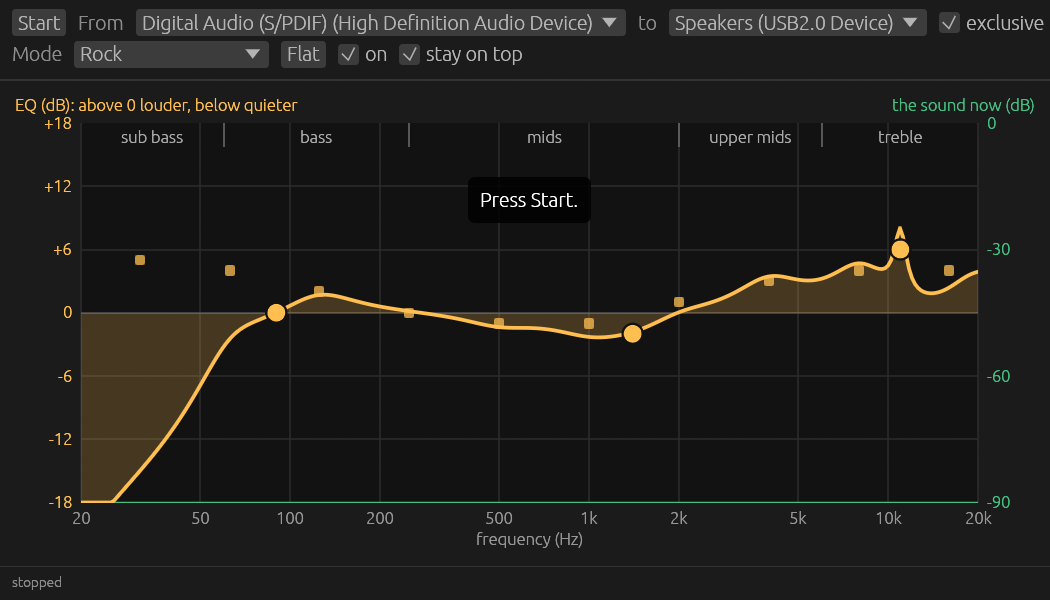 Start From Digital Audio (S/PDIF) (High Definition Audio Device) to Speakers (USB2.0 Device) exclusive
Mode Rock Flat on stay on top
EQ (dB): above 0 louder, below quieter the sound now (dB)
+18 0
sub bass bass mids upper mids treble
+12
Press Start.
+6 -30
0
-6 -60
-12
-18 -90
20 50 100 200 500 1k 2k 5k 10k 20k
frequency (Hz)
stopped